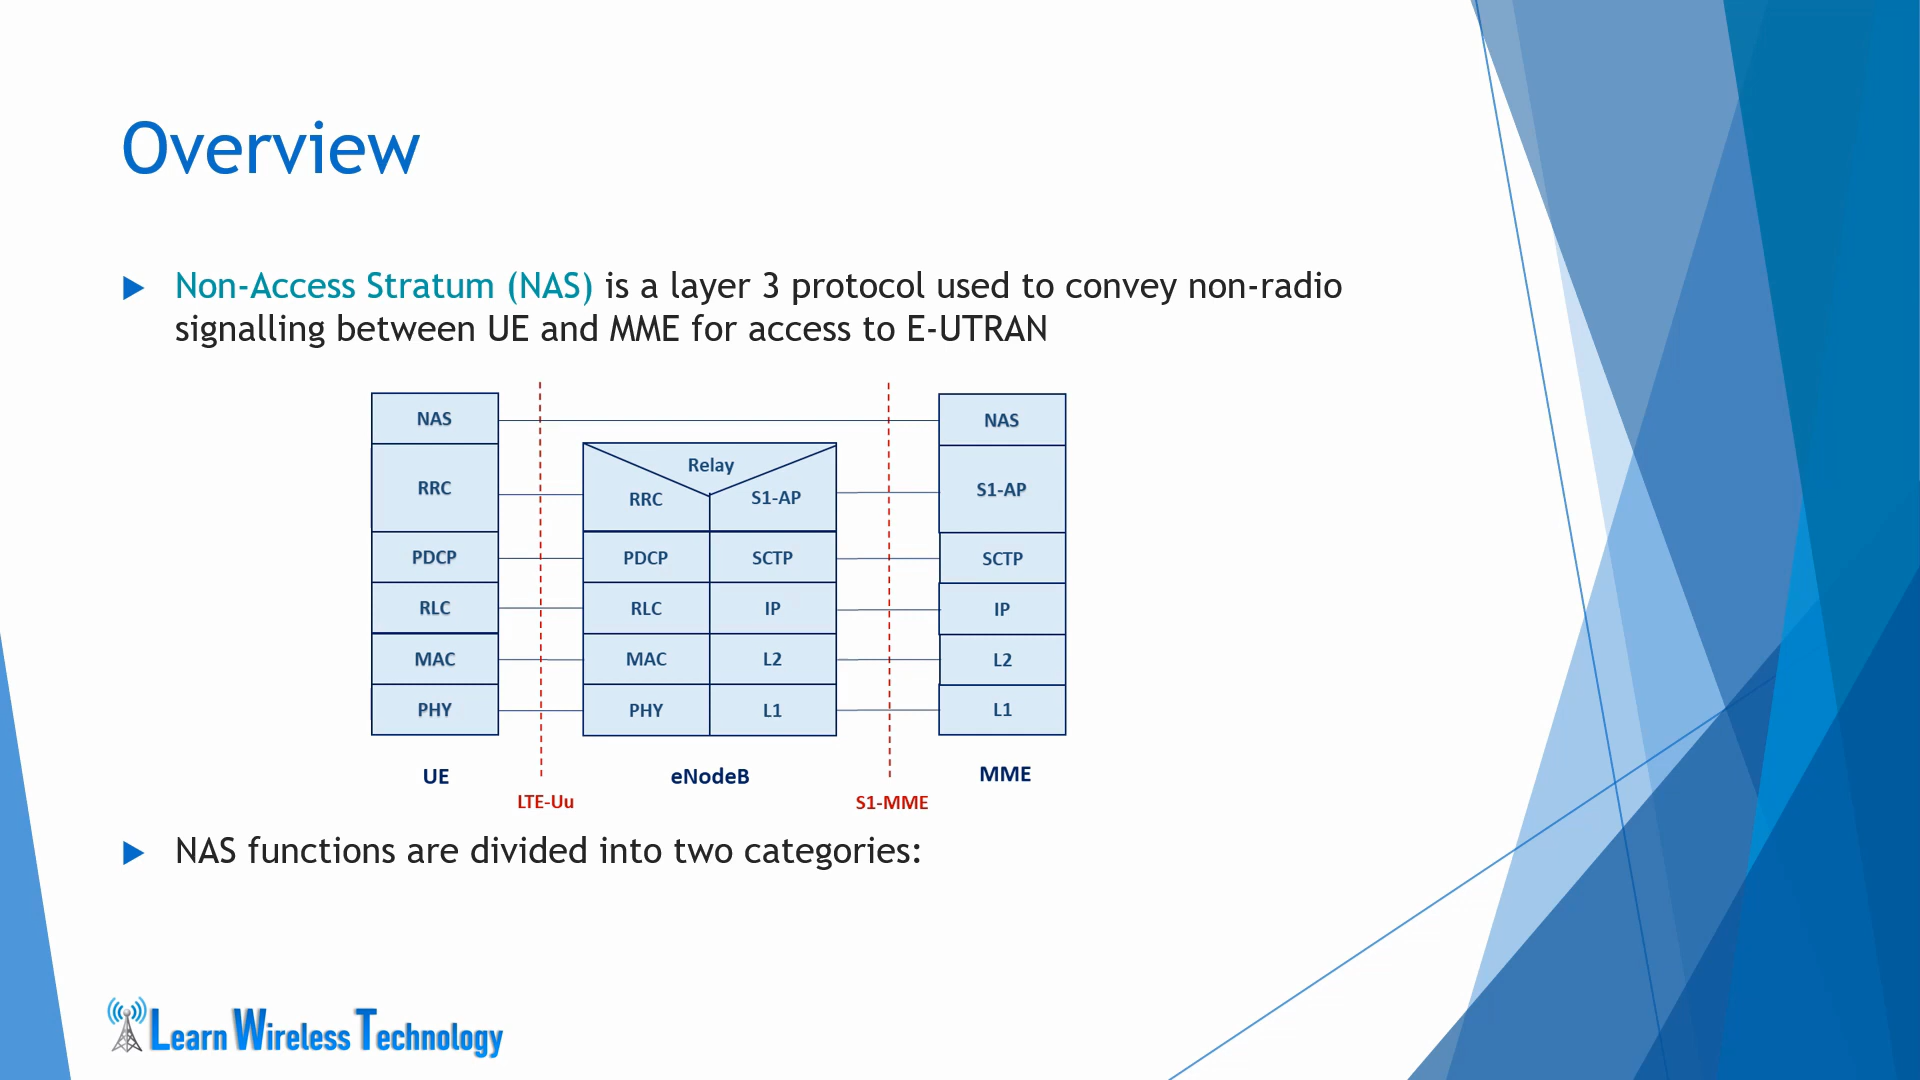 Overview
Non-Access Stratum (NAS) is a layer 3 protocol used to convey non-radio
signalling between UE and MME for access to E-UTRAN
NAS NAS
Relay
RRC RRC S1-AP S1-AP
PDCP PDCP SCTP SCTP
RLC RLC IP IP
MAC MAC L2 L2
PHY PHY L1 L1
UE eNodeB MME
LTE-Uu S1-MME
NAS functions are divided into two categories:
Learn Wireless Technology